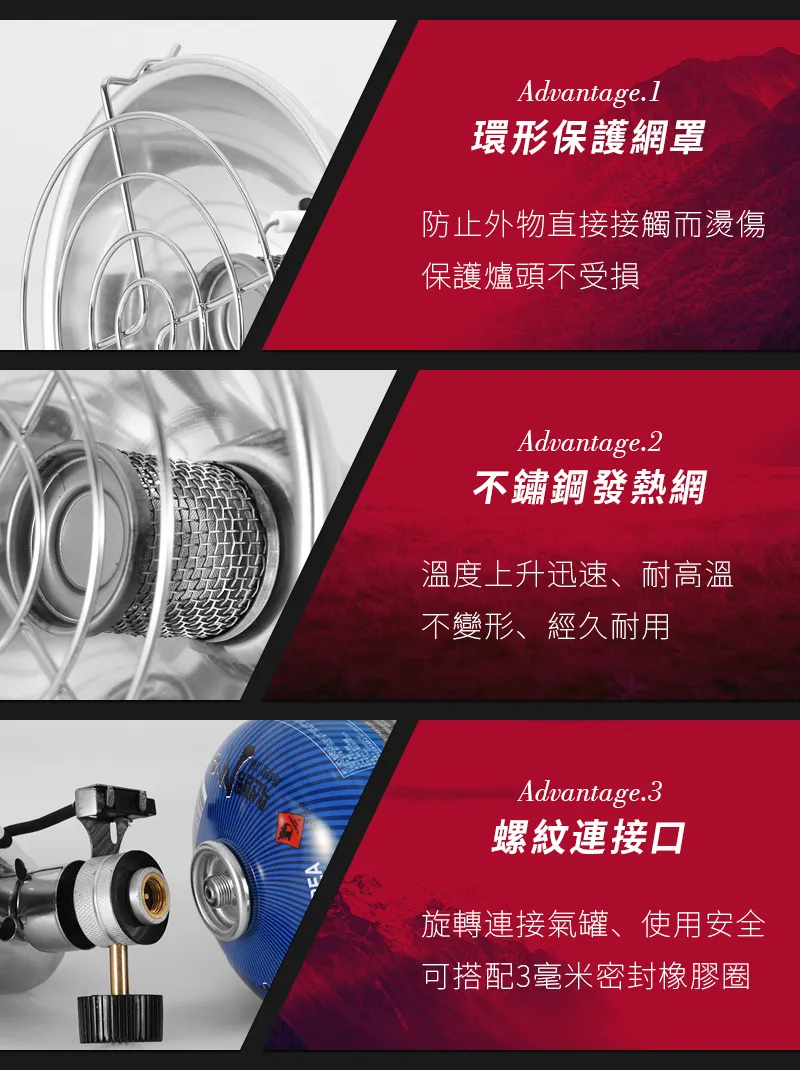 Advantage.1
環形保護網罩
防止外物直接接觸而燙傷
保護爐頭不受損
Advantage.2
不鏽鋼發熱網
溫度上升迅速、耐高溫
不變形、經久耐用
Advantage.3
螺紋連接口
旋轉連接氣罐、使用安全
可搭配3毫米密封橡膠圈